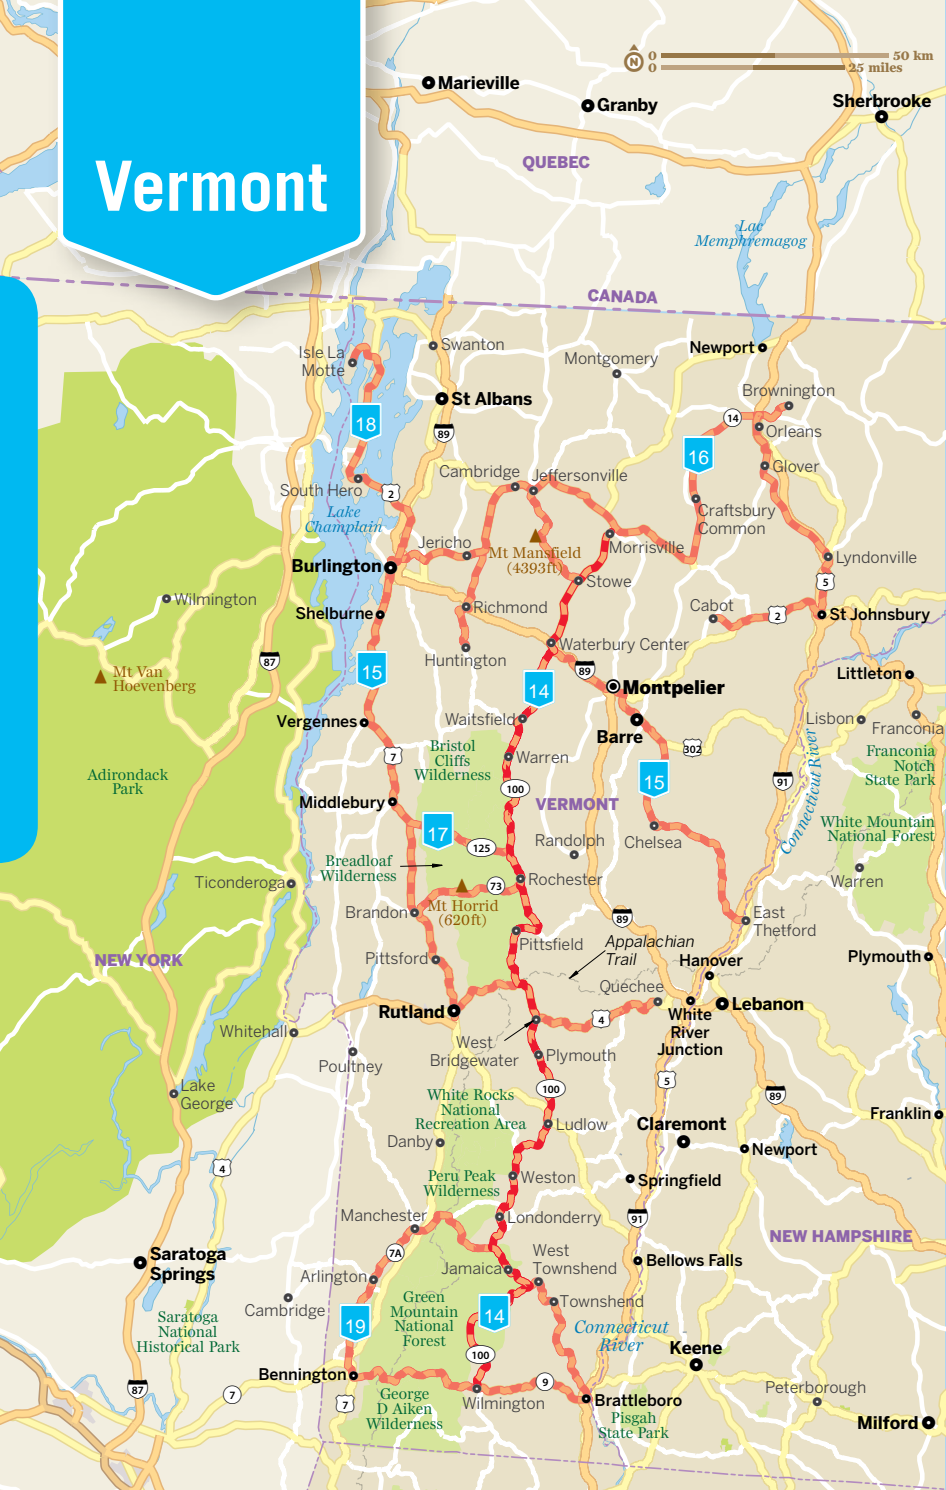 Vermont
N
0
50 km
0
25 miles
Marieville
Granby
Sherbrooke
QUEBEC
Lac
Memphremagog
CANADA
Isle La
Motte
Swanton
Montgomery
Newport
Brownington
St Albans
18
14
Orleans
89
16
Glover
Cambridge
Jeffersonville
South Hero
2
Craftsbury
Common
Lake
Champlain
Jericho
Mt Mansfield
(4393ft)
Morrisville
Lyndonville
Burlington
Stowe
5
Wilmington
Shelburne
Richmond
Cabot
2
St Johnsbury
87
Huntington
Waterbury Center
Mt Van
Hoevenberg
15
89
Littleton
14
Montpelier
Vergennes
Waitsfield
Barre
Lisbon
Franconia
7
Bristol
Cliffs
Wilderness
Warren
302
Franconia
Notch
State Park
Adirondack
Park
100
15
91
Connecticut River
Middlebury
VERMONT
17
125
Randolph
Chelsea
White Mountain
National Forest
Breadloaf
Wilderness
Warren
Ticonderoga
73
Rochester
Mt Horrid
(620ft)
Brandon
89
East
Thetford
Pittsfield
Appalachian
Trail
NEW YORK
Pittsford
Hanover
Plymouth
Quechee
Rutland
4
White
River
Junction
Lebanon
Whitehall
West
Bridgewater
Plymouth
Poultney
5
100
Lake
George
White Rocks
National
Recreation Area
89
Franklin
Ludlow
Claremont
Danby
Newport
4
Peru Peak
Wilderness
Weston
Springfield
Manchester
Londonderry
91
7A
NEW HAMPSHIRE
Saratoga
Springs
Jamaica
West
Townshend
Bellows Falls
Arlington
Cambridge
Green
Mountain
National
Forest
14
Townshend
Saratoga
National
Historical Park
19
Connecticut
River
100
Keene
Bennington
87
7
7
9
Wilmington
Brattleboro
Peterborough
George
D Aiken
Wilderness
Pisgah
State Park
Milford